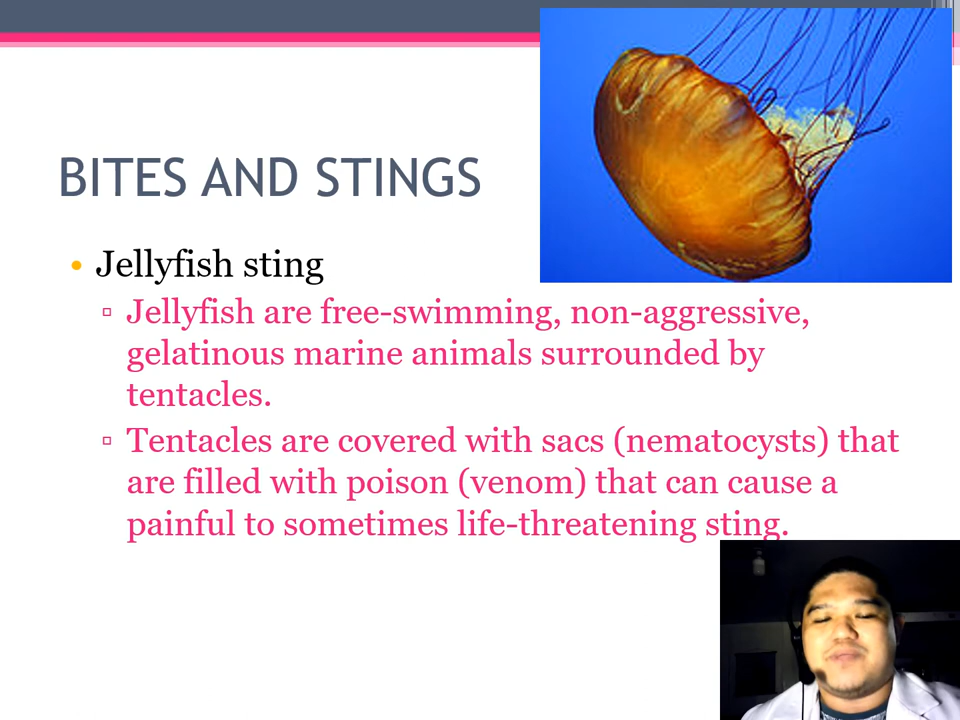 BITES AND STINGS
• Jellyfish sting
▫ Jellyfish are free-swimming, non-aggressive,
gelatinous marine animals surrounded by
tentacles.
▫ Tentacles are covered with sacs (nematocysts) that
are filled with poison (venom) that can cause a
painful to sometimes life-threatening sting.